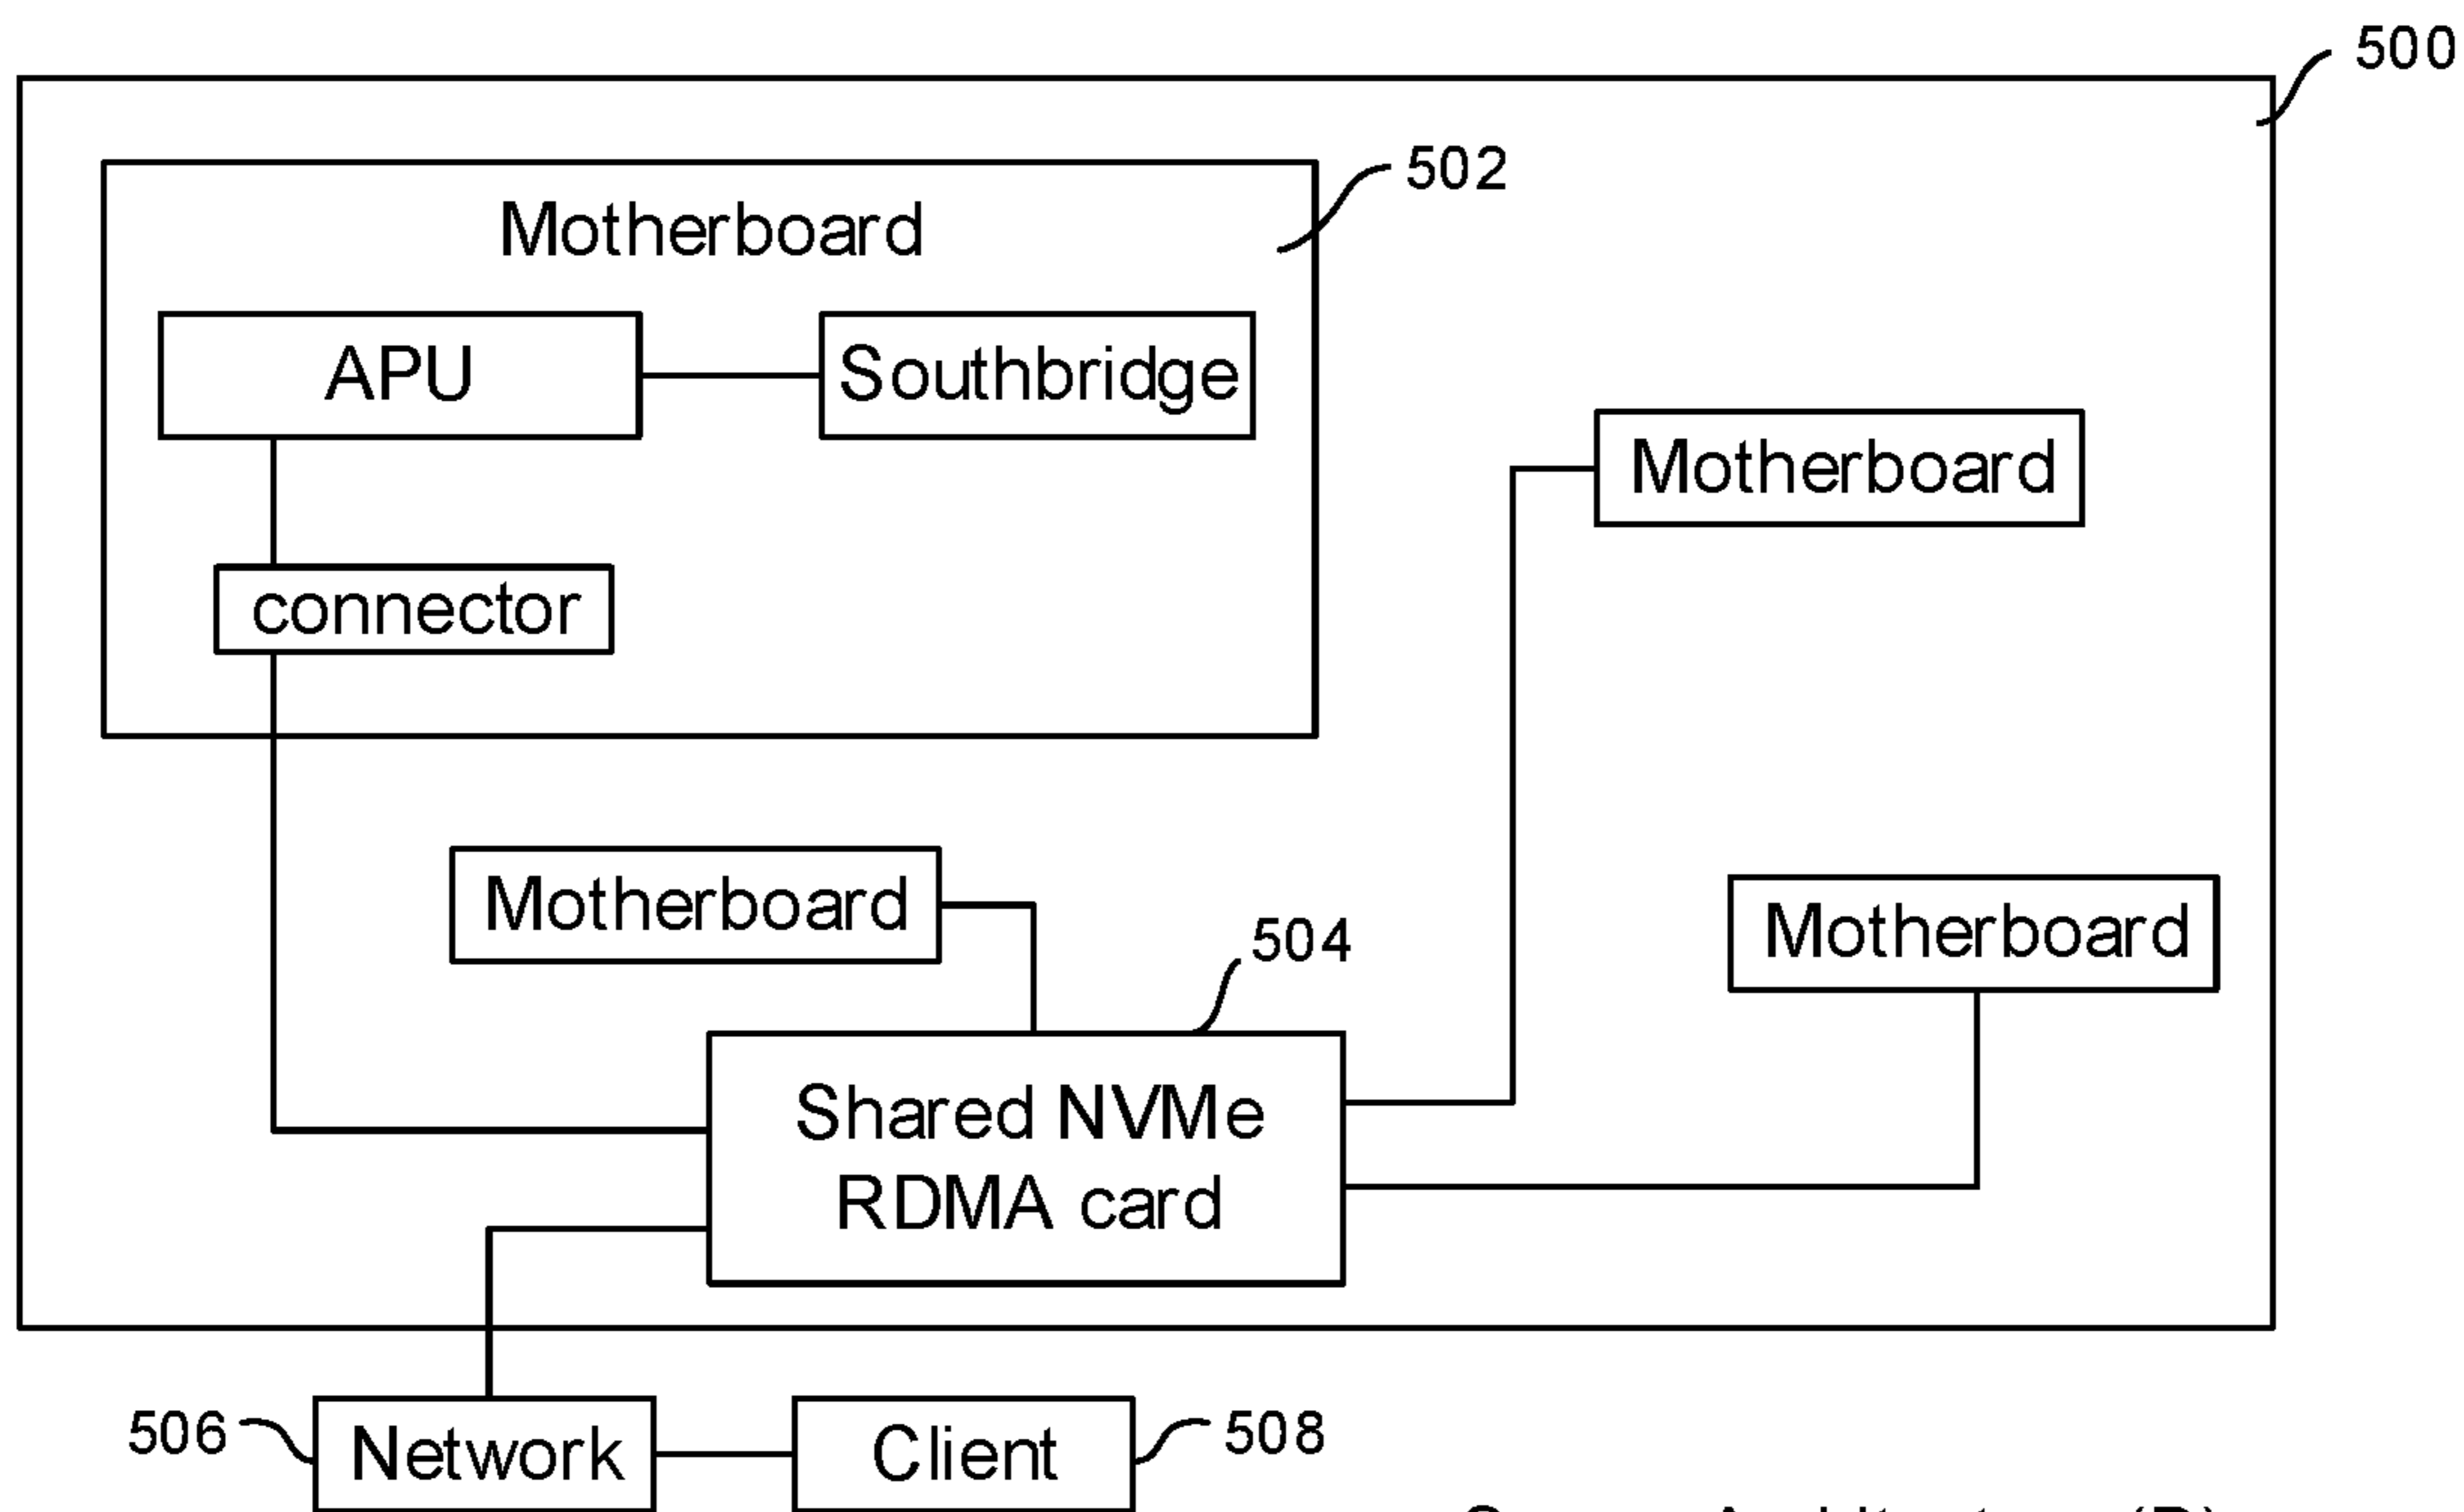 500
502
Motherboard
APU
Southbridge
Motherboard
connector
Motherboard
Motherboard
504
Shared NVMe
RDMA card
506
Network
Client
508